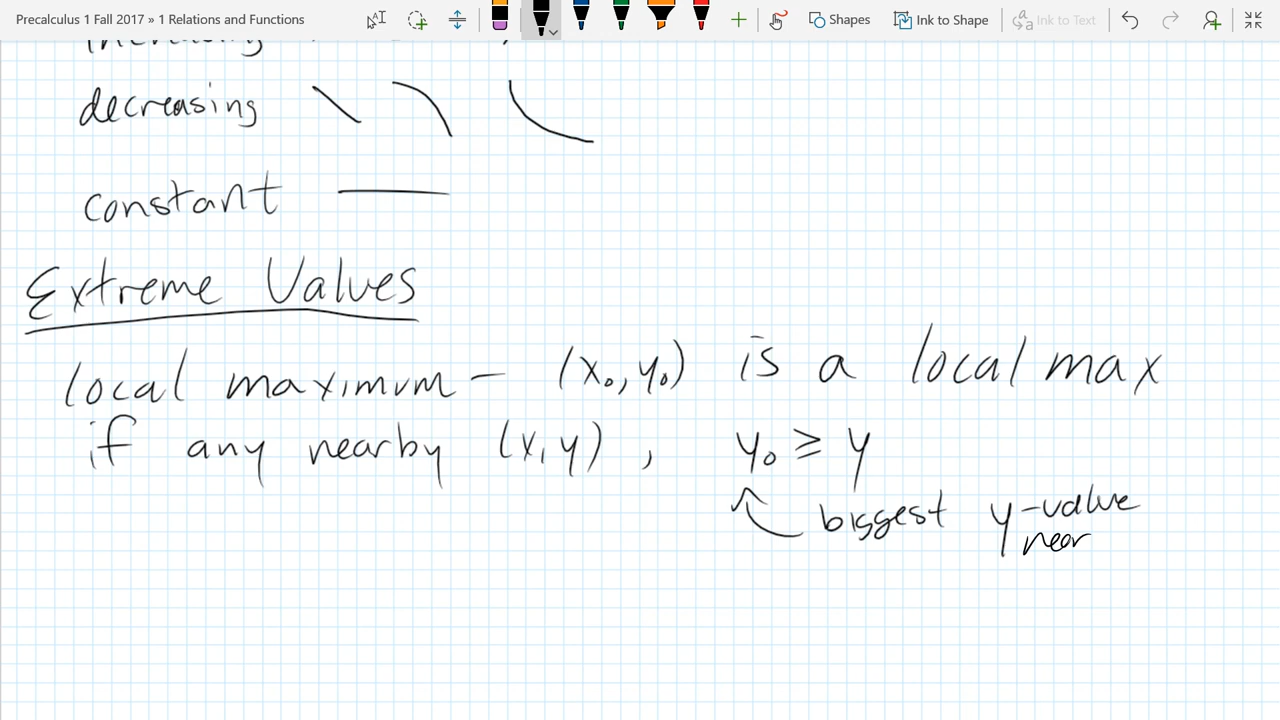 Precalculus 1 Fall 2017 » 1 Relations and Functions
Shapes
Ink to Shape
Ink to Text
increasing
decreasing
constant
Extreme Values
local maximum - (x₀, y₀) is a local max
if any nearby (x, y), y₀ ≥ y
biggest y-value
near